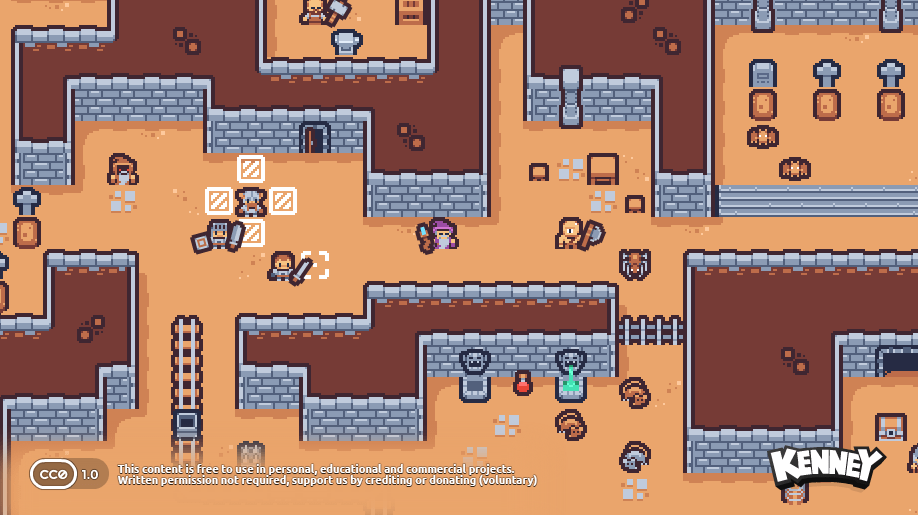 CC0 1.0
This content is free to use in personal, educational and commercial projects.
Written permission not required, support us by crediting or donating (voluntary)
KENNEY